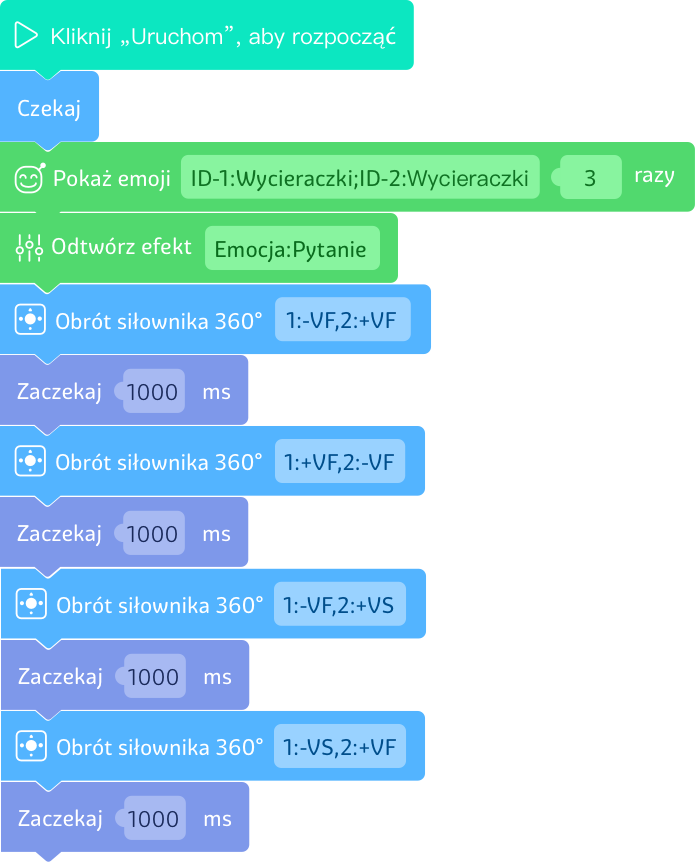 Kliknij „Uruchom”, aby rozpocząć
Czekaj
Pokaż emoji ID-1:Wycieraczki;ID-2:Wycieraczki 3 razy
Odtwórz efekt Emocja:Pytanie
Obrót siłownika 360° 1:-VF,2:+VF
Zaczekaj 1000 ms
Obrót siłownika 360° 1:+VF,2:-VF
Zaczekaj 1000 ms
Obrót siłownika 360° 1:-VF,2:+VS
Zaczekaj 1000 ms
Obrót siłownika 360° 1:-VS,2:+VF
Zaczekaj 1000 ms